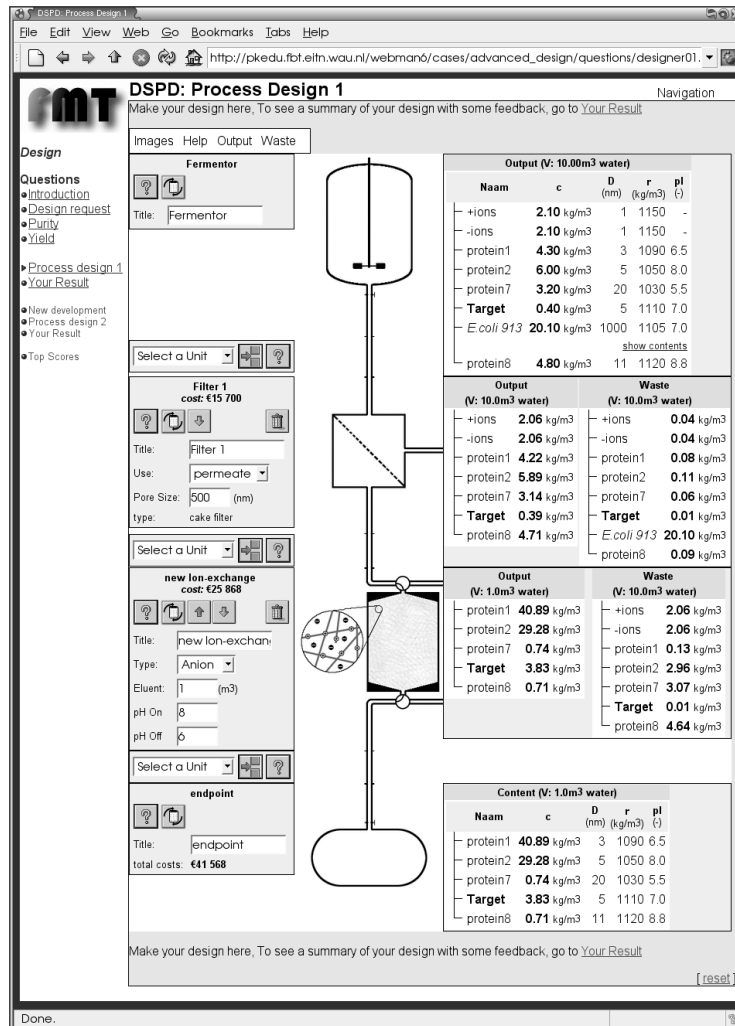 DSPD: Process Design 1
File Edit View Web Go Bookmarks Tabs Help
http://pkedu.fbt.eitn.wau.nl/webman6/cases/advanced_design/questions/designer01.
fmT
DSPD: Process Design 1
Navigation
Make your design here, To see a summary of your design with some feedback, go to Your Result
Images Help Output Waste
Design
Questions
Introduction
Design request
Purity
Yield
Process design 1
Your Result
New development
Process design 2
Your Result
Top Scores
Fermentor
Title: Fermentor
Select a Unit
Filter 1
cost: €15 700
Title: Filter 1
Use: permeate
Pore Size: 500 (nm)
type: cake filter
Select a Unit
new Ion-exchange
cost: €25 868
Title: new Ion-exchan
Type: Anion
Eluent: 1 (m3)
pH On 8
pH Off 6
Select a Unit
endpoint
Title: endpoint
total costs: €41 568
Output (V: 10.00m3 water)
Naam c D (nm) r (kg/m3) pI (-)
+ions 2.10 kg/m3 1 1150 -
-ions 2.10 kg/m3 1 1150 -
protein1 4.30 kg/m3 3 1090 6.5
protein2 6.00 kg/m3 5 1050 8.0
protein7 3.20 kg/m3 20 1030 5.5
Target 0.40 kg/m3 5 1110 7.0
E.coli 913 20.10 kg/m3 1000 1105 7.0
show contents
protein8 4.80 kg/m3 11 1120 8.8
Output
(V: 10.0m3 water)
+ions 2.06 kg/m3
-ions 2.06 kg/m3
protein1 4.22 kg/m3
protein2 5.89 kg/m3
protein7 3.14 kg/m3
Target 0.39 kg/m3
protein8 4.71 kg/m3
Waste
(V: 10.0m3 water)
+ions 0.04 kg/m3
-ions 0.04 kg/m3
protein1 0.08 kg/m3
protein2 0.11 kg/m3
protein7 0.06 kg/m3
Target 0.01 kg/m3
E.coli 913 20.10 kg/m3
protein8 0.09 kg/m3
Output
(V: 1.0m3 water)
protein1 40.89 kg/m3
protein2 29.28 kg/m3
protein7 0.74 kg/m3
Target 3.83 kg/m3
protein8 0.71 kg/m3
Waste
(V: 10.0m3 water)
+ions 2.06 kg/m3
-ions 2.06 kg/m3
protein1 0.13 kg/m3
protein2 2.96 kg/m3
protein7 3.07 kg/m3
Target 0.01 kg/m3
protein8 4.64 kg/m3
Content (V: 1.0m3 water)
Naam c D (nm) r (kg/m3) pI (-)
protein1 40.89 kg/m3 3 1090 6.5
protein2 29.28 kg/m3 5 1050 8.0
protein7 0.74 kg/m3 20 1030 5.5
Target 3.83 kg/m3 5 1110 7.0
protein8 0.71 kg/m3 11 1120 8.8
Make your design here, To see a summary of your design with some feedback, go to Your Result
[ reset ]
Done.